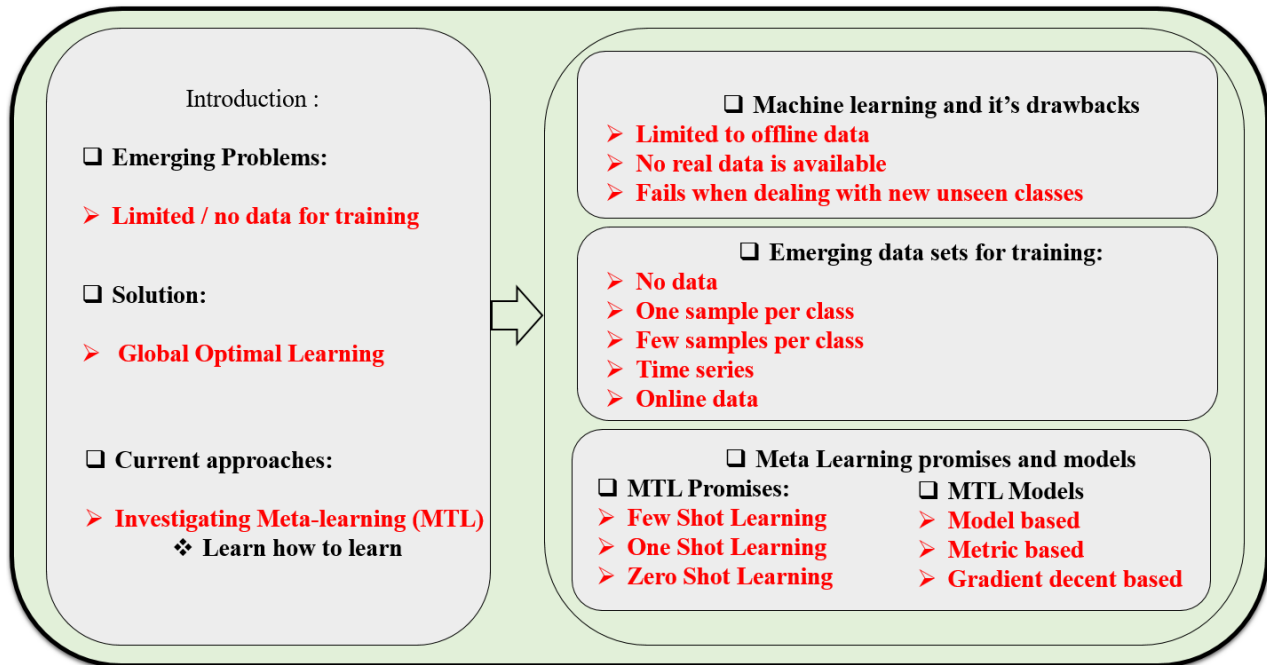 Introduction :
❑ Emerging Problems:
➢ Limited / no data for training
❑ Solution:
➢ Global Optimal Learning
❑ Current approaches:
➢ Investigating Meta-learning (MTL)
❖ Learn how to learn
❑ Machine learning and it’s drawbacks
➢ Limited to offline data
➢ No real data is available
➢ Fails when dealing with new unseen classes
❑ Emerging data sets for training:
➢ No data
➢ One sample per class
➢ Few samples per class
➢ Time series
➢ Online data
❑ Meta Learning promises and models
❑ MTL Promises:
➢ Few Shot Learning
➢ One Shot Learning
➢ Zero Shot Learning
❑ MTL Models
➢ Model based
➢ Metric based
➢ Gradient decent based